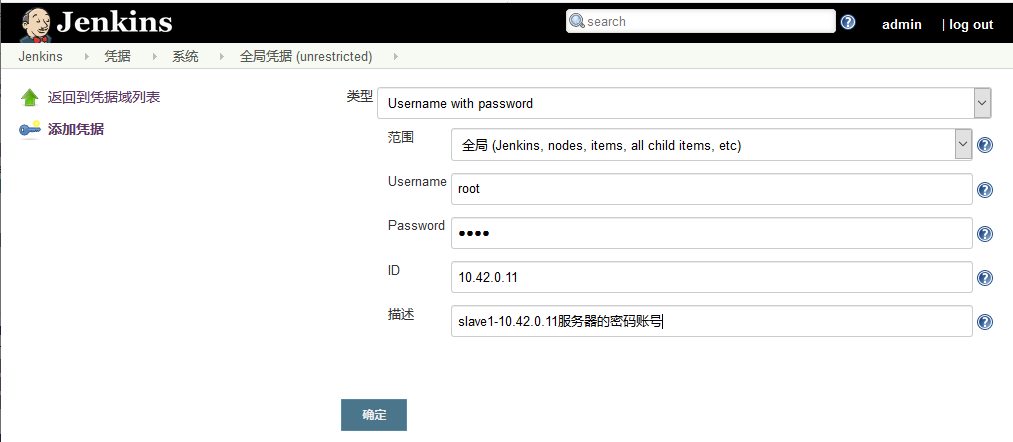 Jenkins
search
admin
| log out
Jenkins 凭据 系统 全局凭据 (unrestricted)
返回到凭据域列表
添加凭据
类型 Username with password
范围 全局 (Jenkins, nodes, items, all child items, etc)
Username root
Password ••••
ID 10.42.0.11
描述 slave1-10.42.0.11服务器的密码账号
确定